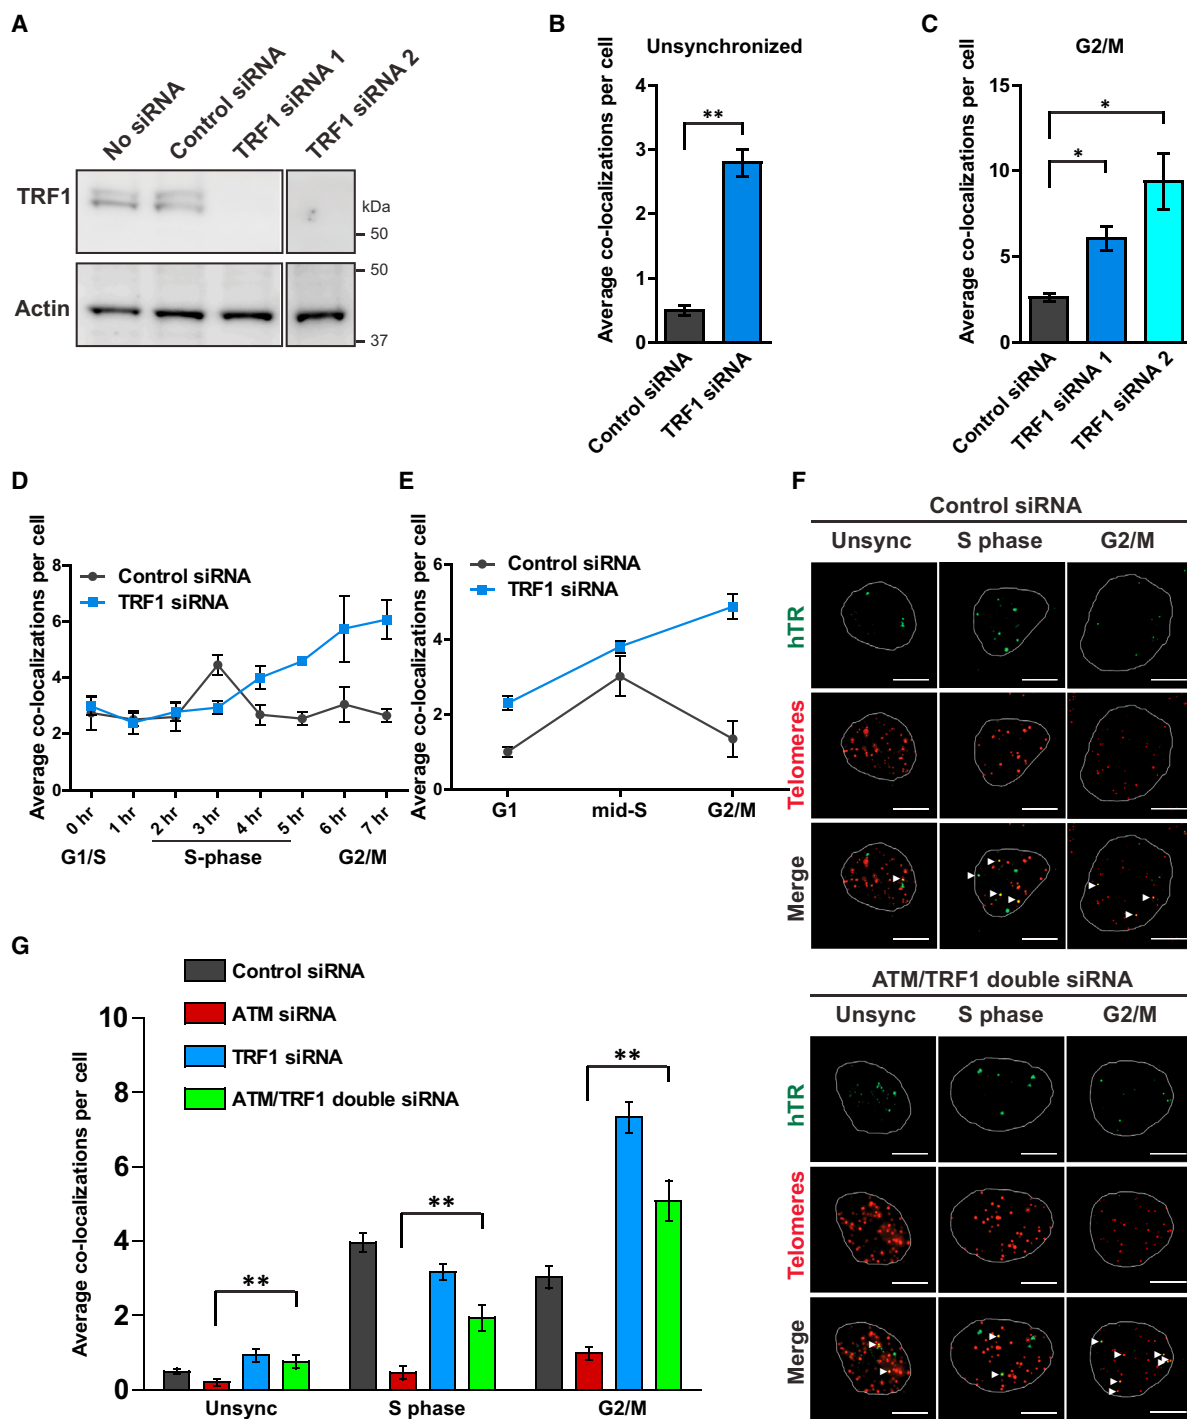 A
No siRNA
Control siRNA
TRF1 siRNA 1
TRF1 siRNA 2
TRF1
kDa
50
50
Actin
37
B
Unsynchronized
Average co-localizations per cell
4
3
2
1
0
**
Control siRNA
TRF1 siRNA
C
G2/M
Average co-localizations per cell
15
10
5
0
*
*
Control siRNA
TRF1 siRNA 1
TRF1 siRNA 2
D
Average co-localizations per cell
8
6
4
2
0
Control siRNA
TRF1 siRNA
0 hr
1 hr
2 hr
3 hr
4 hr
5 hr
6 hr
7 hr
G1/S
S-phase
G2/M
E
Average co-localizations per cell
6
4
2
0
Control siRNA
TRF1 siRNA
G1
mid-S
G2/M
F
Control siRNA
Unsync
S phase
G2/M
hTR
Telomeres
Merge
ATM/TRF1 double siRNA
Unsync
S phase
G2/M
hTR
Telomeres
Merge
G
Control siRNA
ATM siRNA
TRF1 siRNA
ATM/TRF1 double siRNA
Average co-localizations per cell
10
8
6
4
2
0
**
**
**
Unsync
S phase
G2/M